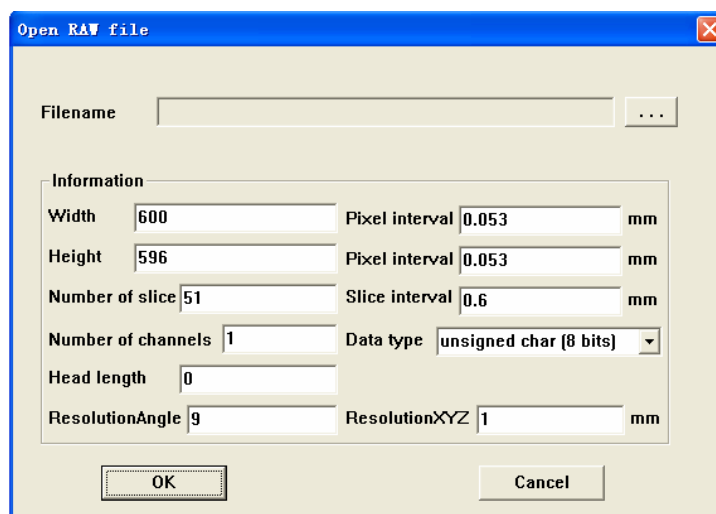 Open RAW file
Filename ...
Information
Width 600 Pixel interval 0.053 mm
Height 596 Pixel interval 0.053 mm
Number of slice 51 Slice interval 0.6 mm
Number of channels 1 Data type unsigned char (8 bits)
Head length 0
ResolutionAngle 9 ResolutionXYZ 1 mm
OK Cancel